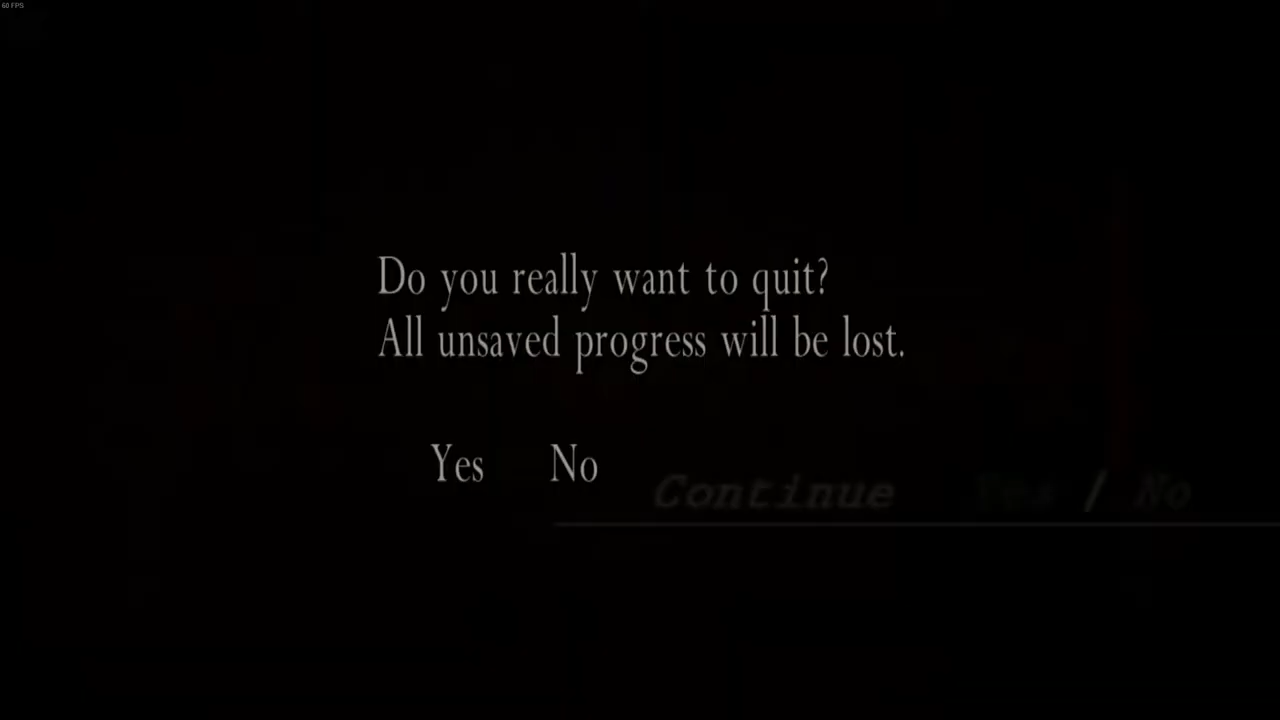 60 FPS
Do you really want to quit?
All unsaved progress will be lost.
Yes No
Continue Yes / No